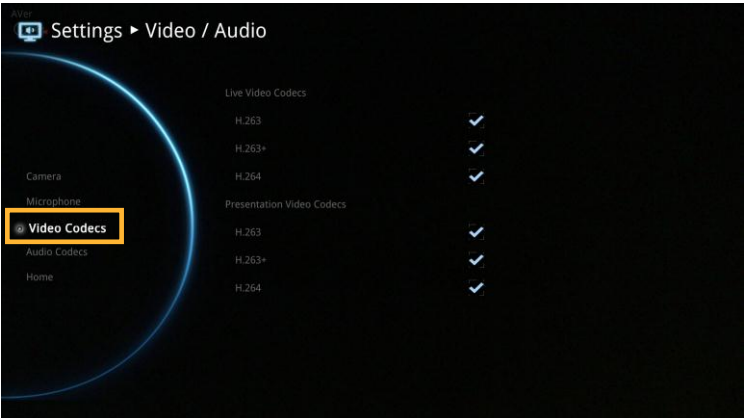 AVer
Settings ▸ Video / Audio
Live Video Codecs
H.263
H.263+
H.264
Presentation Video Codecs
H.263
H.263+
H.264
Camera
Microphone
Video Codecs
Audio Codecs
Home